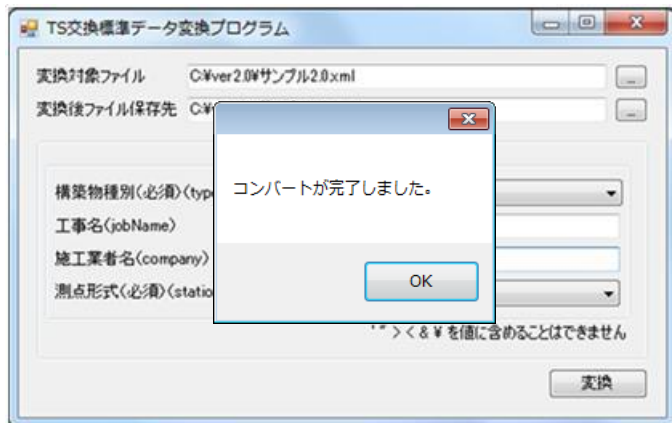 TS交換標準データ変換プログラム
変換対象ファイル C:¥ver2.0¥サンプル2.0.xml ...
変換後ファイル保存先 C:¥ ...
コンバートが完了しました。
構築物種別(必須)(type
工事名(jobName)
施工業者名(company)
OK
測点形式(必須)(statio
' " > < & ¥ を値に含めることはできません
変換